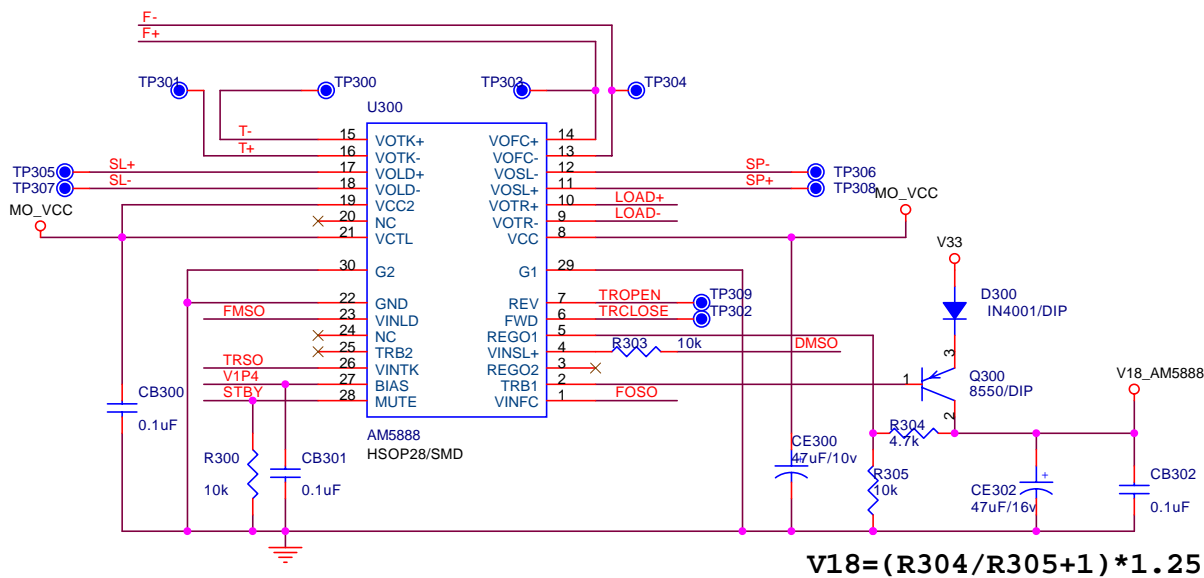 F-
F+
TP301
TP300
TP303
TP304
U300
T-
T+
15 VOTK+
16 VOTK-
17 VOLD+
18 VOLD-
19 VCC2
20 NC
21 VCTL
30 G2
22 GND
23 VINLD
24 NC
25 TRB2
26 VINTK
27 BIAS
28 MUTE
VOFC+ 14
VOFC- 13
VOSL- 12
VOSL+ 11
VOTR+ 10
VOTR- 9
VCC 8
G1 29
REV 7
FWD 6
REGO1 5
VINSL+ 4
REGO2 3
TRB1 2
VINFC 1
AM5888
HSOP28/SMD
TP305
SL+
TP307
SL-
MO_VCC
FMSO
TRSO
V1P4
STBY
SP-
TP306
SP+
TP308
LOAD+
LOAD-
MO_VCC
TROPEN
TP309
TRCLOSE
TP302
R303
10k
DMSO
FOSO
V33
D300
IN4001/DIP
3
1
2
Q300
8550/DIP
V18_AM5888
R304
4.7k
CB300
0.1uF
R300
10k
CB301
0.1uF
CE300
47uF/10v
+
R305
10k
CE302
47uF/16v
+
CB302
0.1uF
V18=(R304/R305+1)*1.25